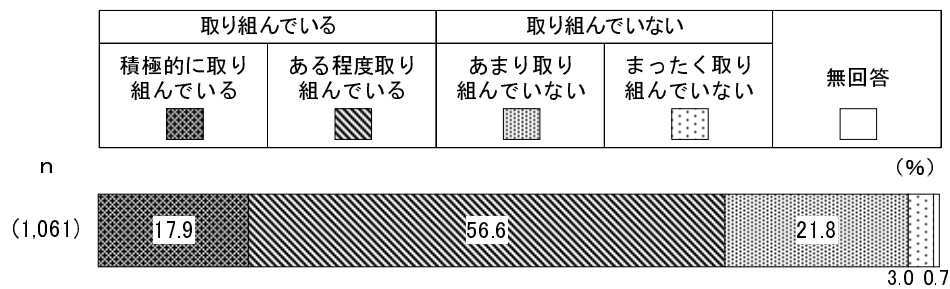 取り組んでいる 取り組んでいない
積極的に取り組んでいる
ある程度取り組んでいる
あまり取り組んでいない
まったく取り組んでいない
無回答
n (%)
(1,061) 17.9 56.6 21.8
3.0 0.7